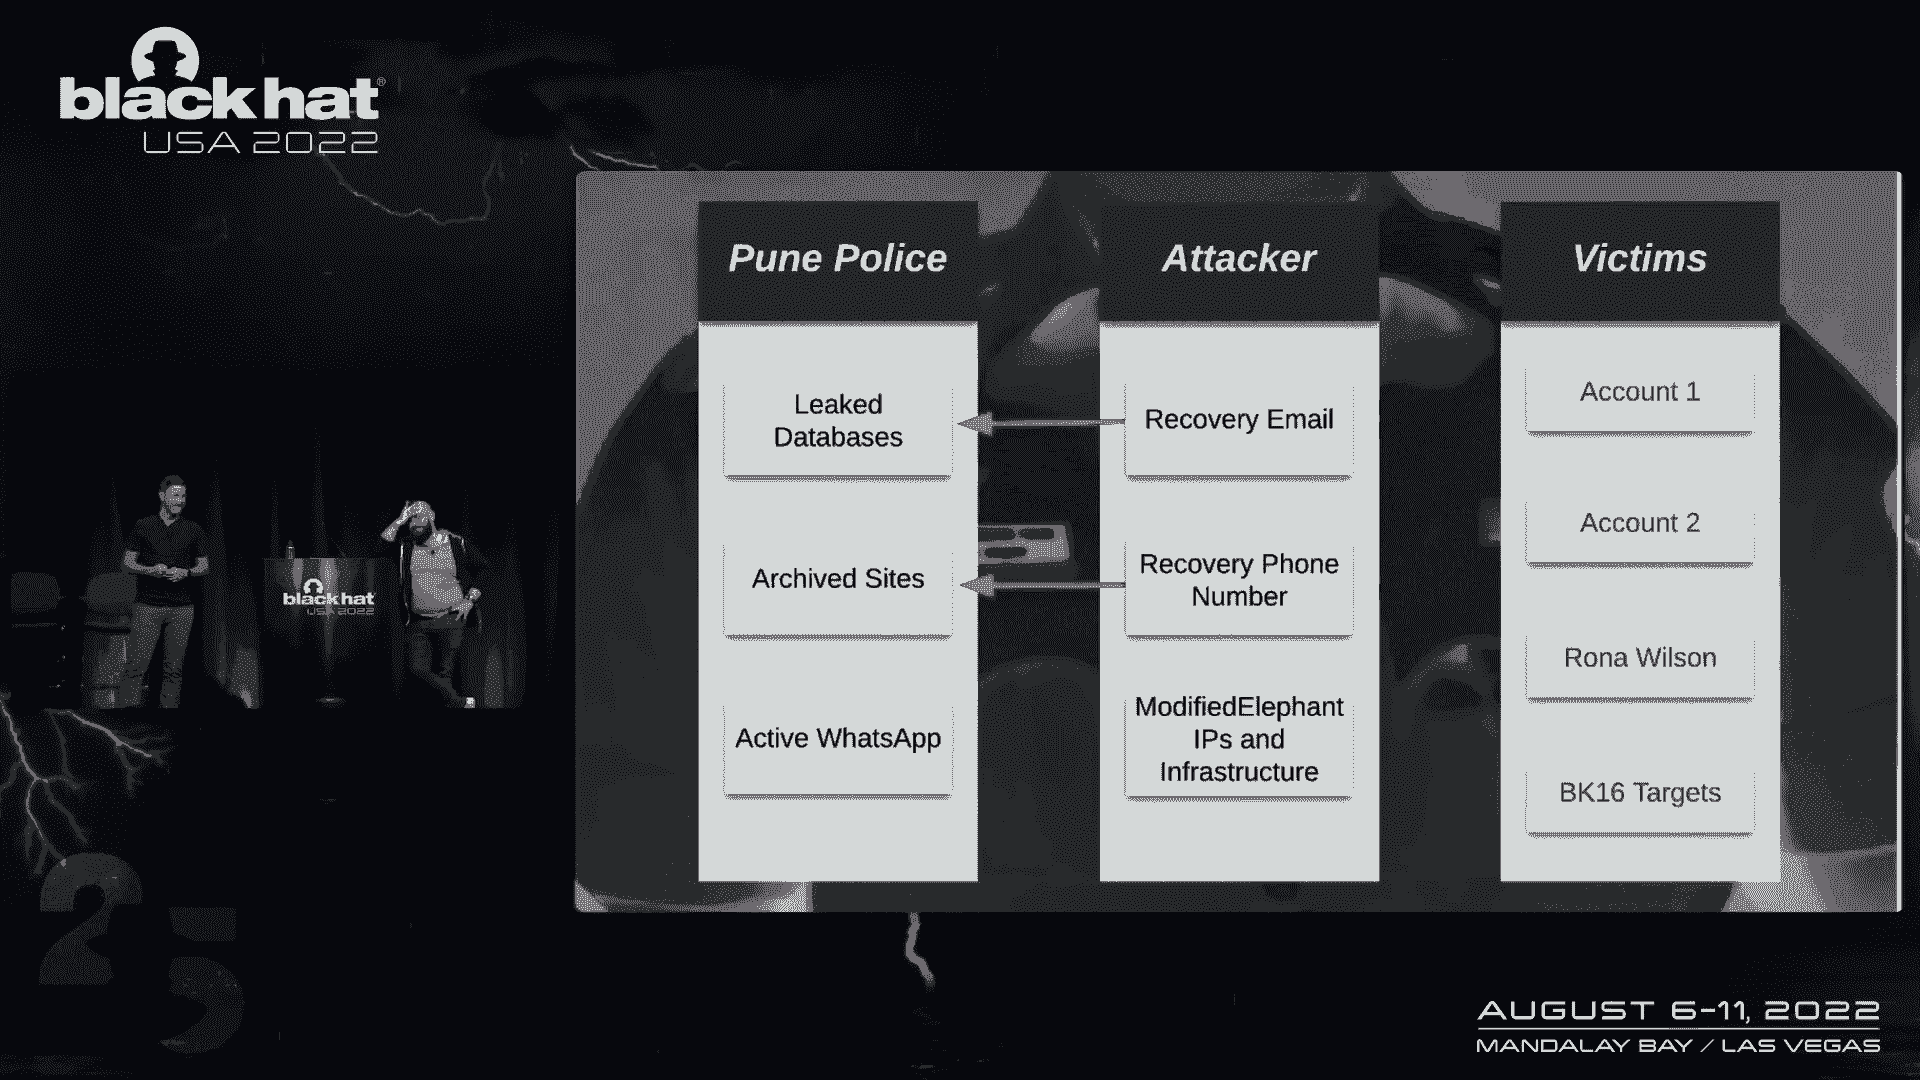 black hat®
USA 2022
Pune Police
Attacker
Victims
Leaked
Databases
Recovery Email
Account 1
Archived Sites
Recovery Phone
Number
Account 2
Active WhatsApp
ModifiedElephant
IPs and
Infrastructure
Rona Wilson
BK16 Targets
black hat
USA 2022
25
AUGUST 6-11, 2022
MANDALAY BAY / LAS VEGAS